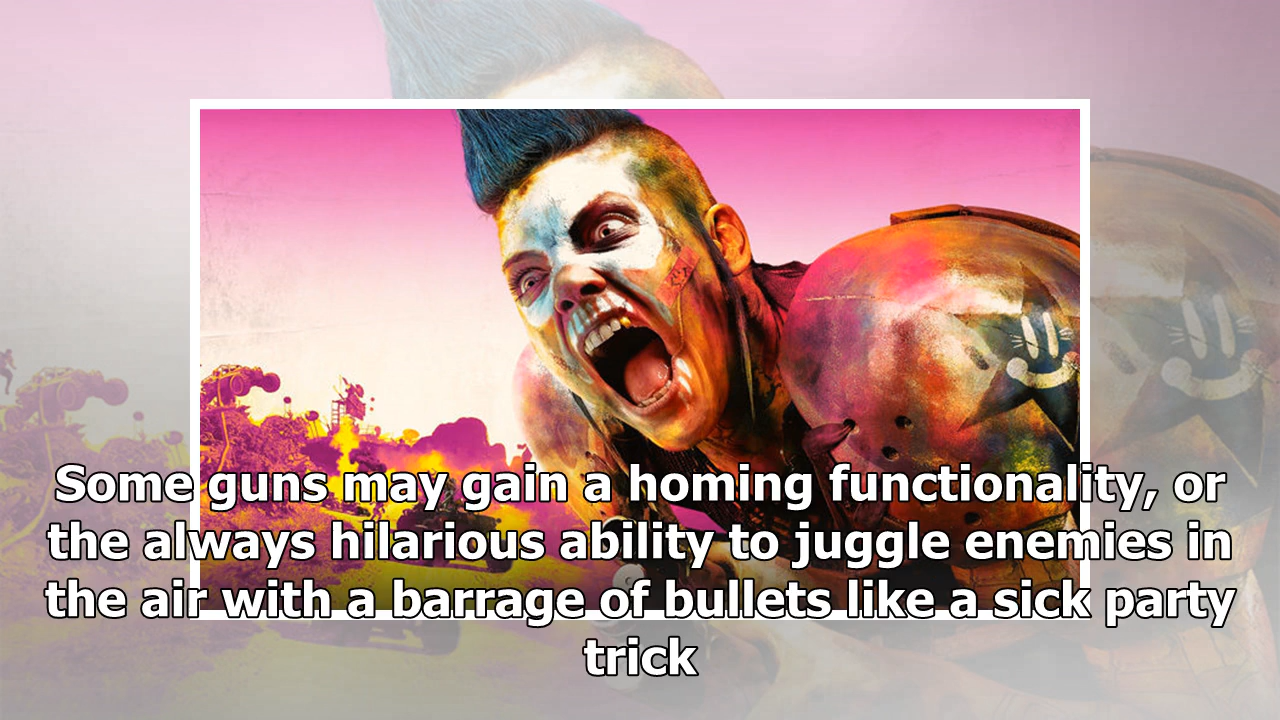 Some guns may gain a homing functionality, or
the always hilarious ability to juggle enemies in
the air with a barrage of bullets like a sick party
trick